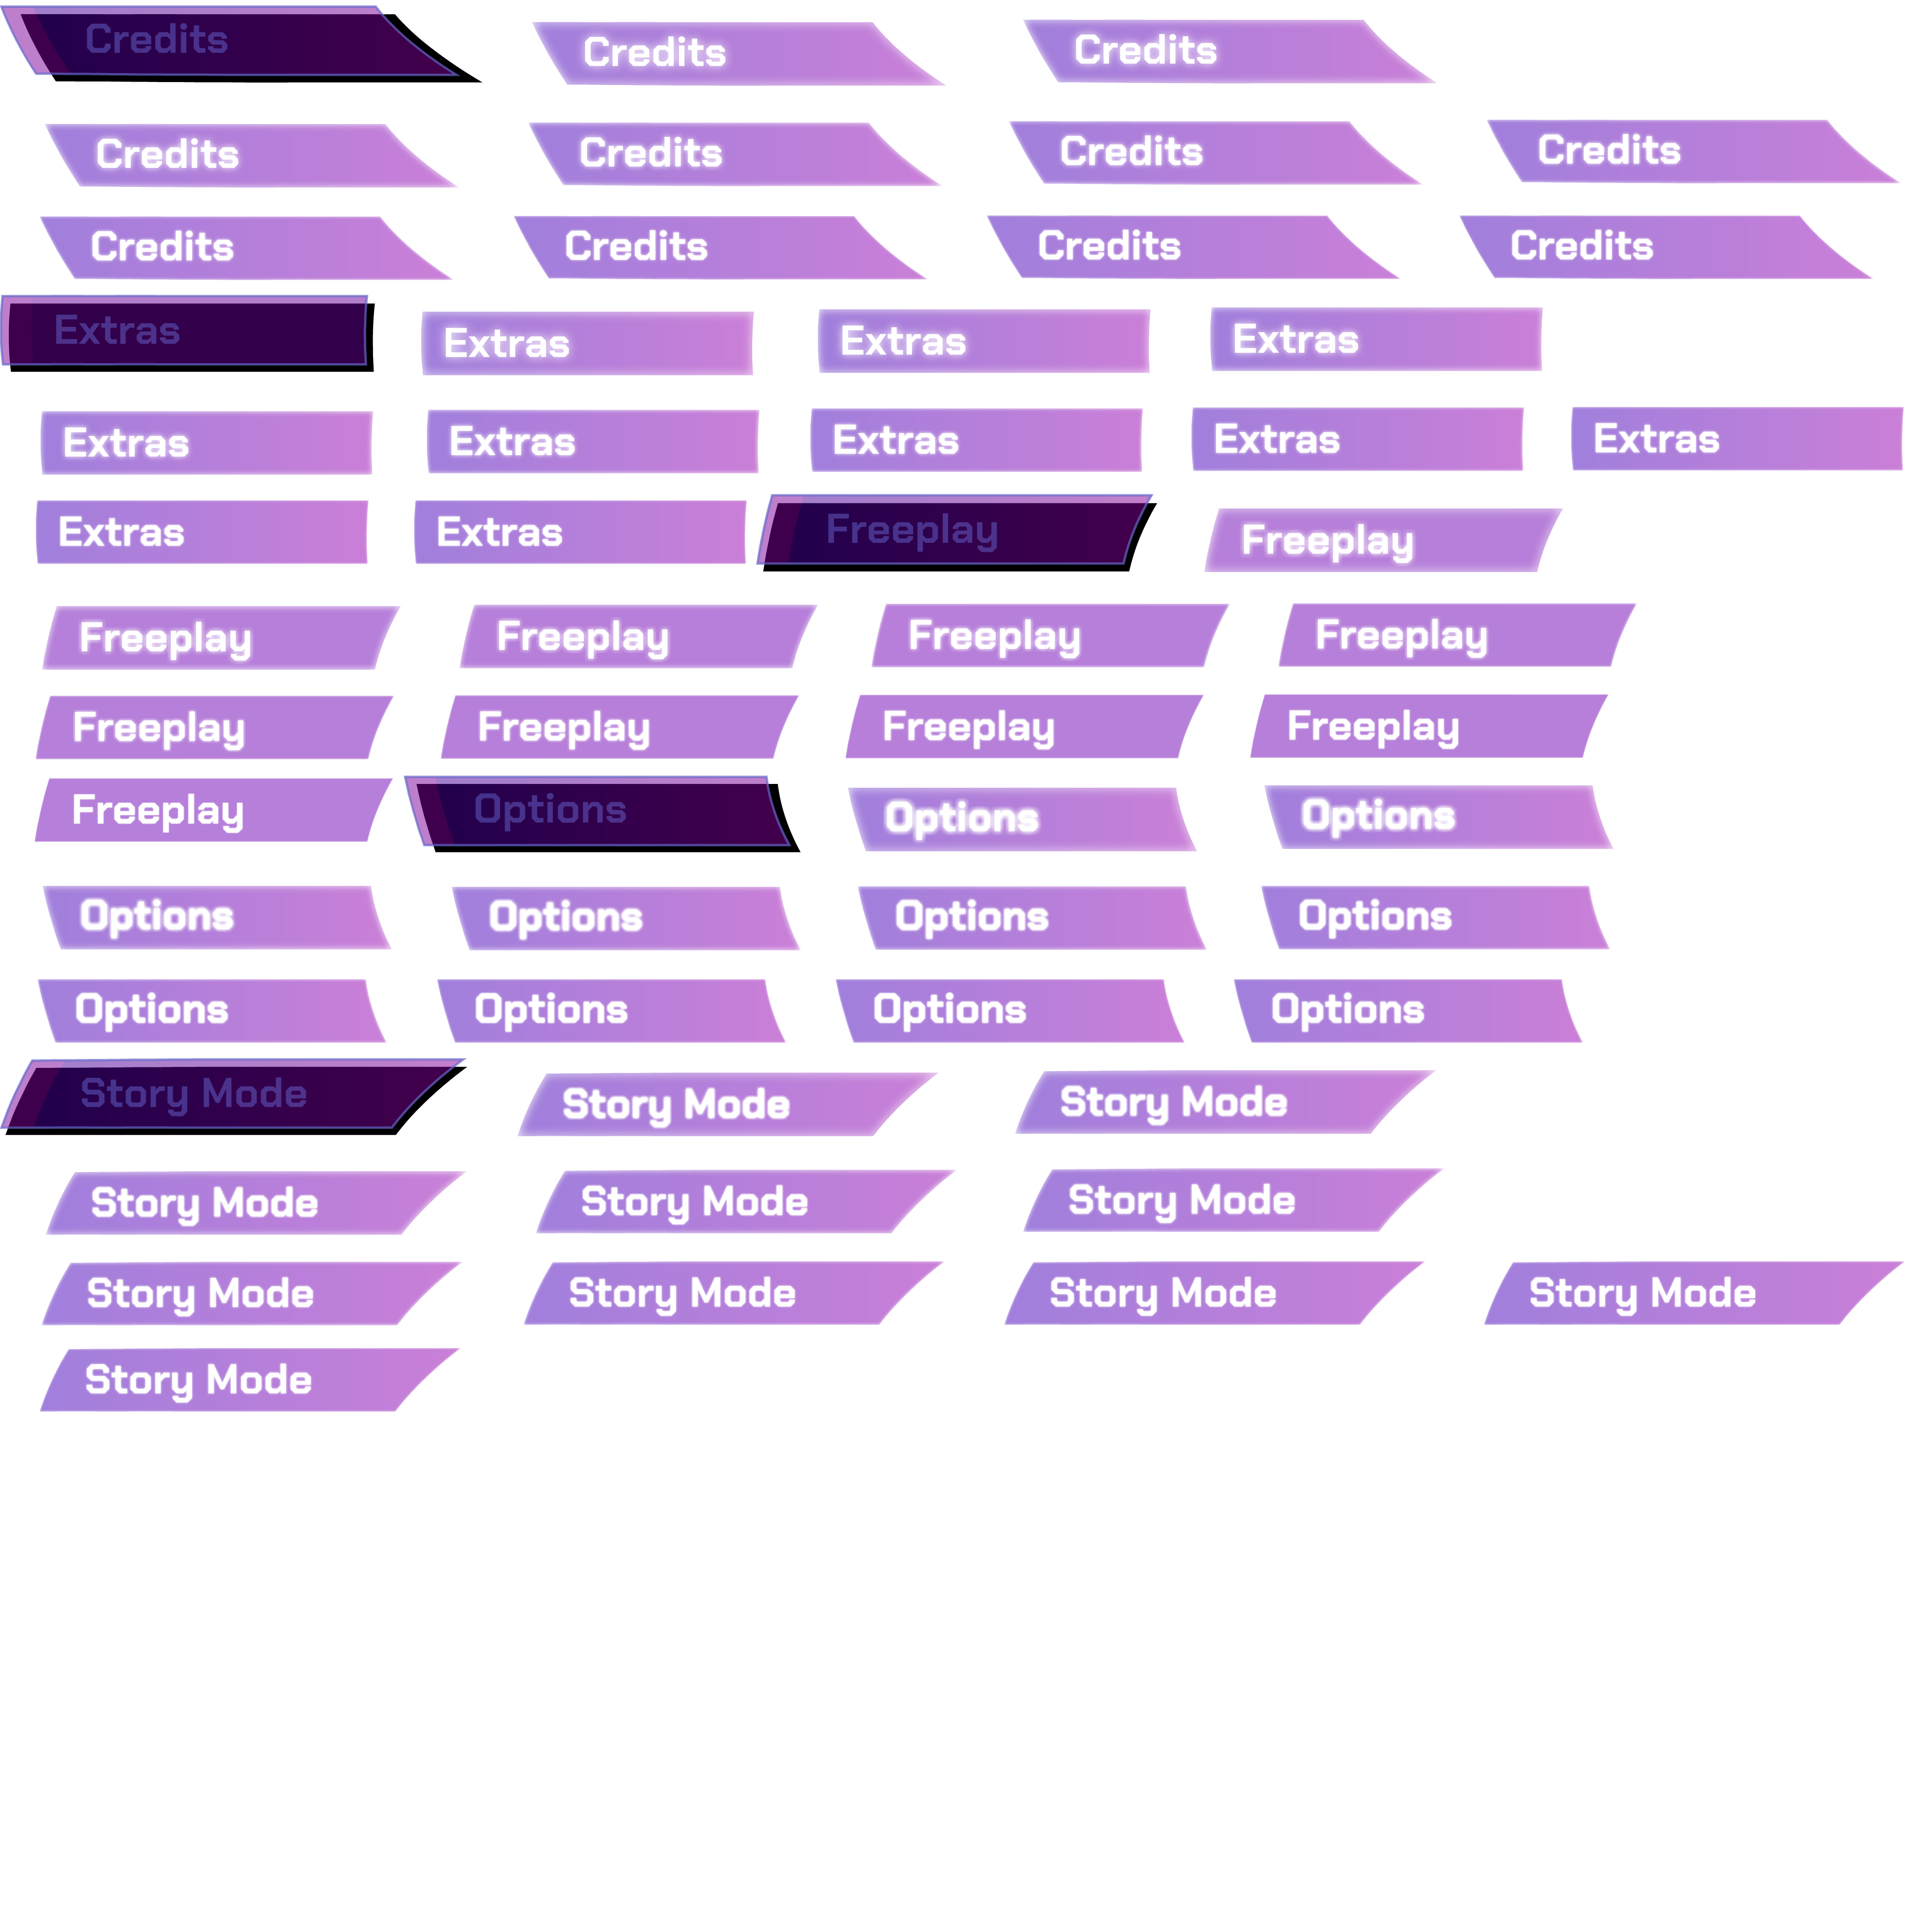 Credits Credits Credits
Credits Credits Credits Credits
Credits Credits Credits Credits
Extras Extras Extras Extras
Extras Extras Extras Extras Extras
Extras Extras Freeplay Freeplay
Freeplay Freeplay Freeplay Freeplay
Freeplay Freeplay Freeplay Freeplay
Freeplay Options Options Options
Options Options Options Options
Options Options Options Options
Story Mode Story Mode Story Mode
Story Mode Story Mode Story Mode
Story Mode Story Mode Story Mode Story Mode
Story Mode